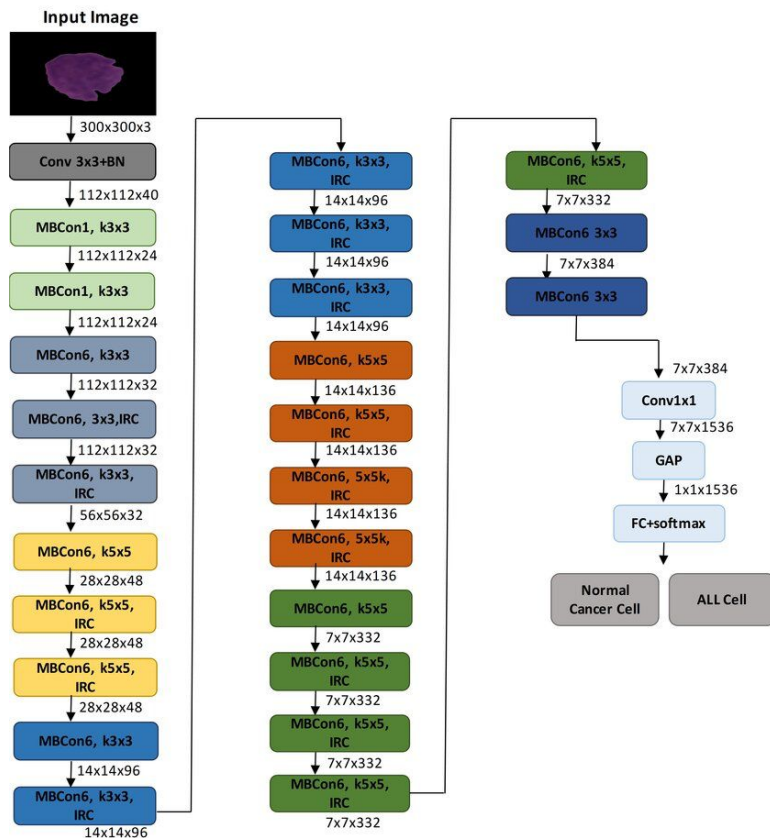 Input Image
300x300x3
Conv 3x3+BN
112x112x40
MBCon1, k3x3
112x112x24
MBCon1, k3x3
112x112x24
MBCon6, k3x3
112x112x32
MBCon6, 3x3,IRC
112x112x32
MBCon6, k3x3,
IRC
56x56x32
MBCon6, k5x5
28x28x48
MBCon6, k5x5,
IRC
28x28x48
MBCon6, k5x5,
IRC
28x28x48
MBCon6, k3x3
14x14x96
MBCon6, k3x3,
IRC
14x14x96
MBCon6, k3x3,
IRC
14x14x96
MBCon6, k3x3,
IRC
14x14x96
MBCon6, k3x3,
IRC
14x14x96
MBCon6, k5x5
14x14x136
MBCon6, k5x5,
IRC
14x14x136
MBCon6, 5x5k,
IRC
14x14x136
MBCon6, 5x5k,
IRC
14x14x136
MBCon6, k5x5
7x7x332
MBCon6, k5x5,
IRC
7x7x332
MBCon6, k5x5,
IRC
7x7x332
MBCon6, k5x5,
IRC
7x7x332
MBCon6, k5x5,
IRC
7x7x332
MBCon6 3x3
7x7x384
MBCon6 3x3
7x7x384
Conv1x1
7x7x1536
GAP
1x1x1536
FC+softmax
Normal
Cancer Cell
ALL Cell